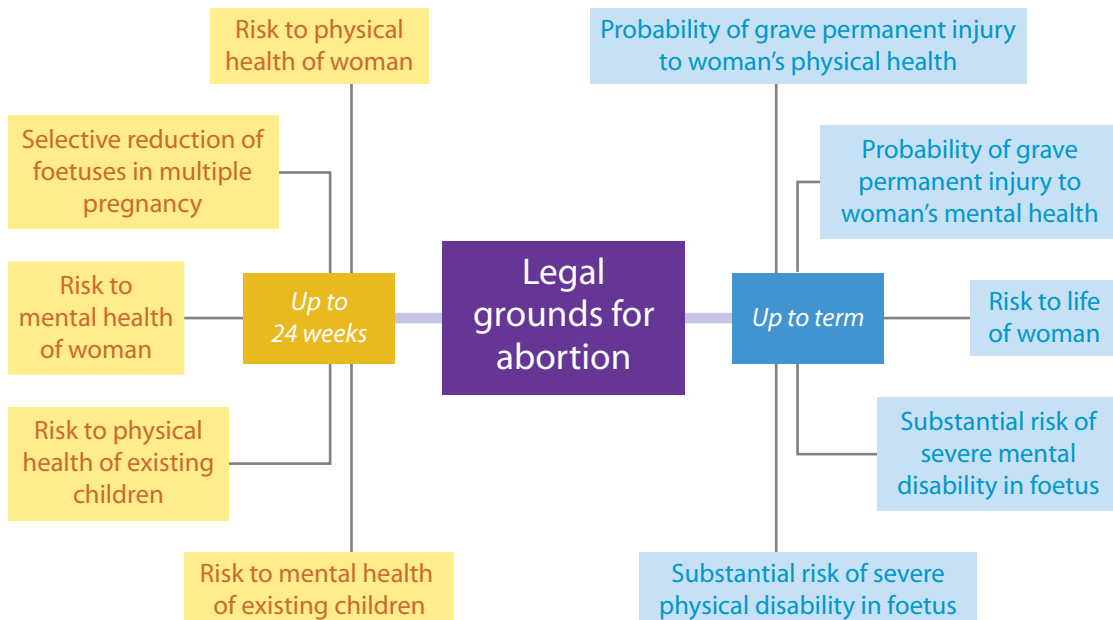 Risk to physical
health of woman
Selective reduction of
foetuses in multiple
pregnancy
Risk to
mental health
of woman
Risk to physical
health of existing
children
Risk to mental health
of existing children
Up to
24 weeks
Legal
grounds for
abortion
Up to term
Probability of grave permanent injury
to woman’s physical health
Probability of grave
permanent injury to
woman’s mental health
Risk to life
of woman
Substantial risk of
severe mental
disability in foetus
Substantial risk of severe
physical disability in foetus